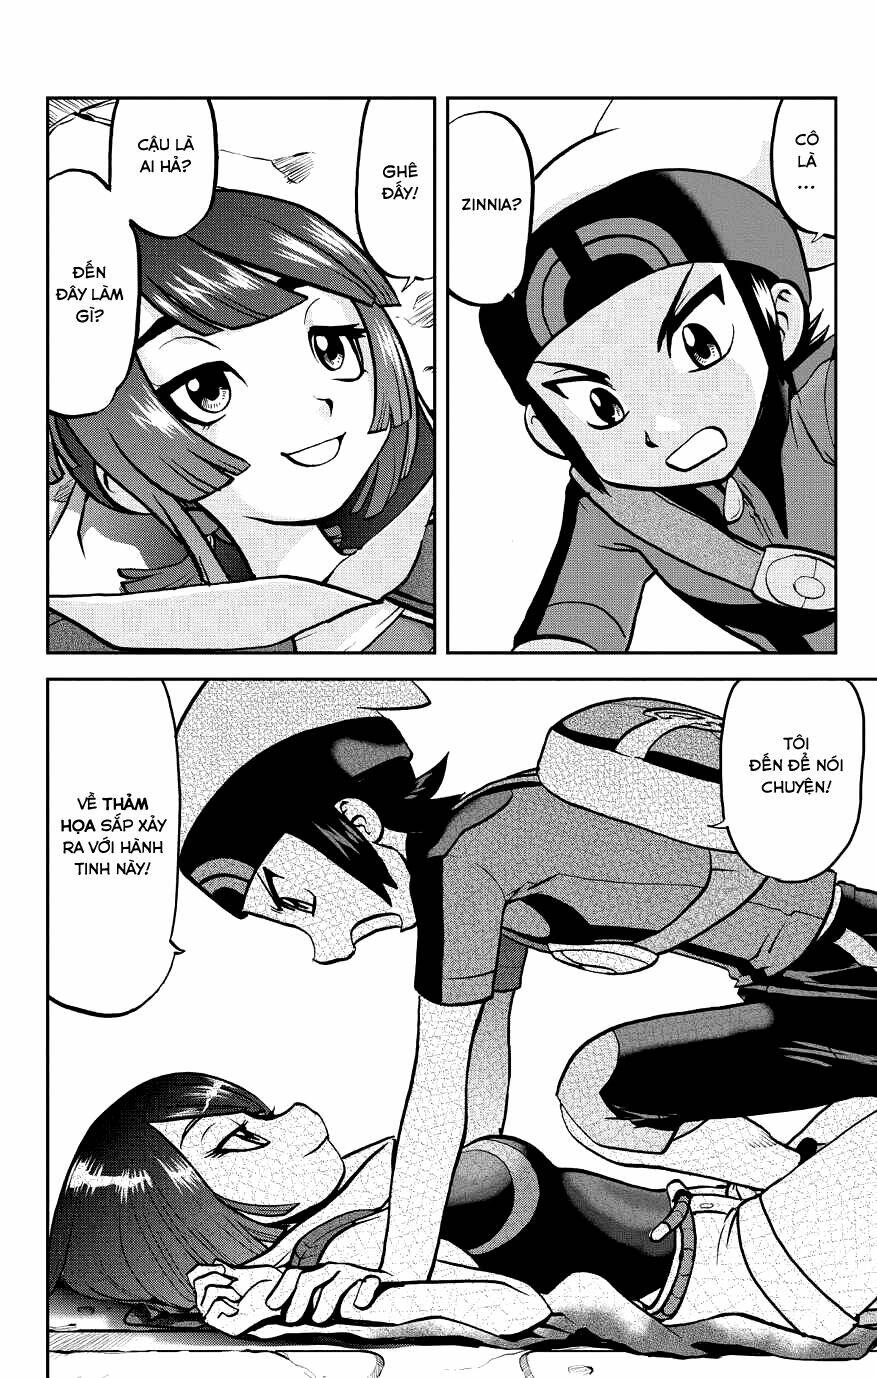 CÔ
LÀ
...
ZINNIA?
GHÊ
ĐẤY!
CẬU LÀ
AI HẢ?
ĐẾN
ĐÂY LÀM
GÌ?
TÔI
ĐẾN ĐỂ NÓI
CHUYỆN!
VỀ THẢM
HỌA SẮP XẢY
RA VỚI HÀNH
TINH NÀY!